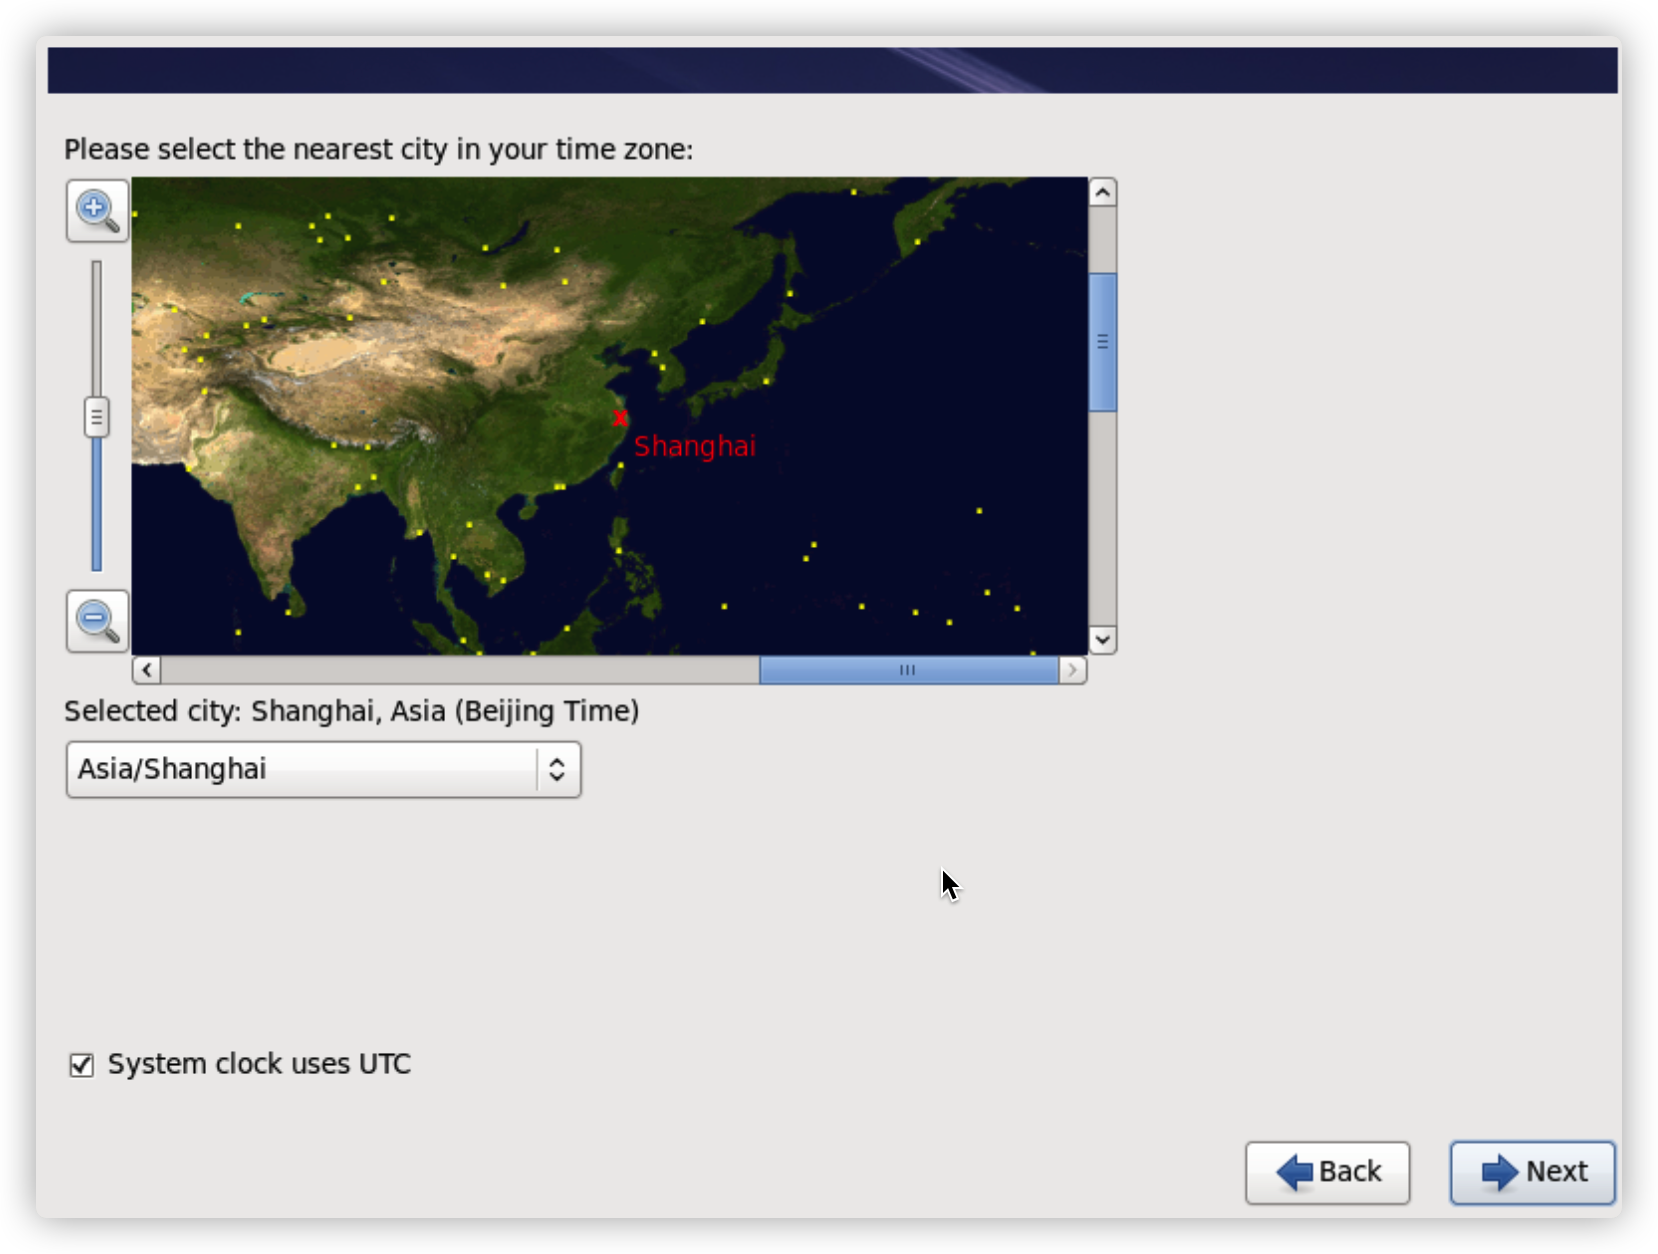 Please select the nearest city in your time zone:
Shanghai
Selected city: Shanghai, Asia (Beijing Time)
Asia/Shanghai
System clock uses UTC
Back
Next